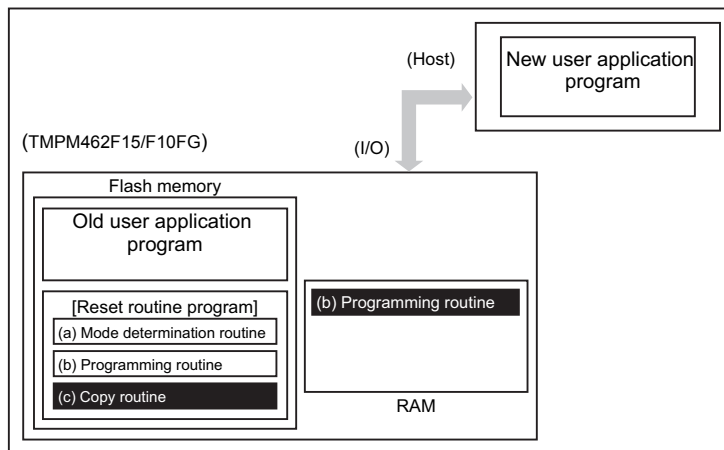 (Host)
New user application
program
(TMPM462F15/F10FG)
(I/O)
Flash memory
Old user application
program
[Reset routine program]
(a) Mode determination routine
(b) Programming routine
(c) Copy routine
(b) Programming routine
RAM